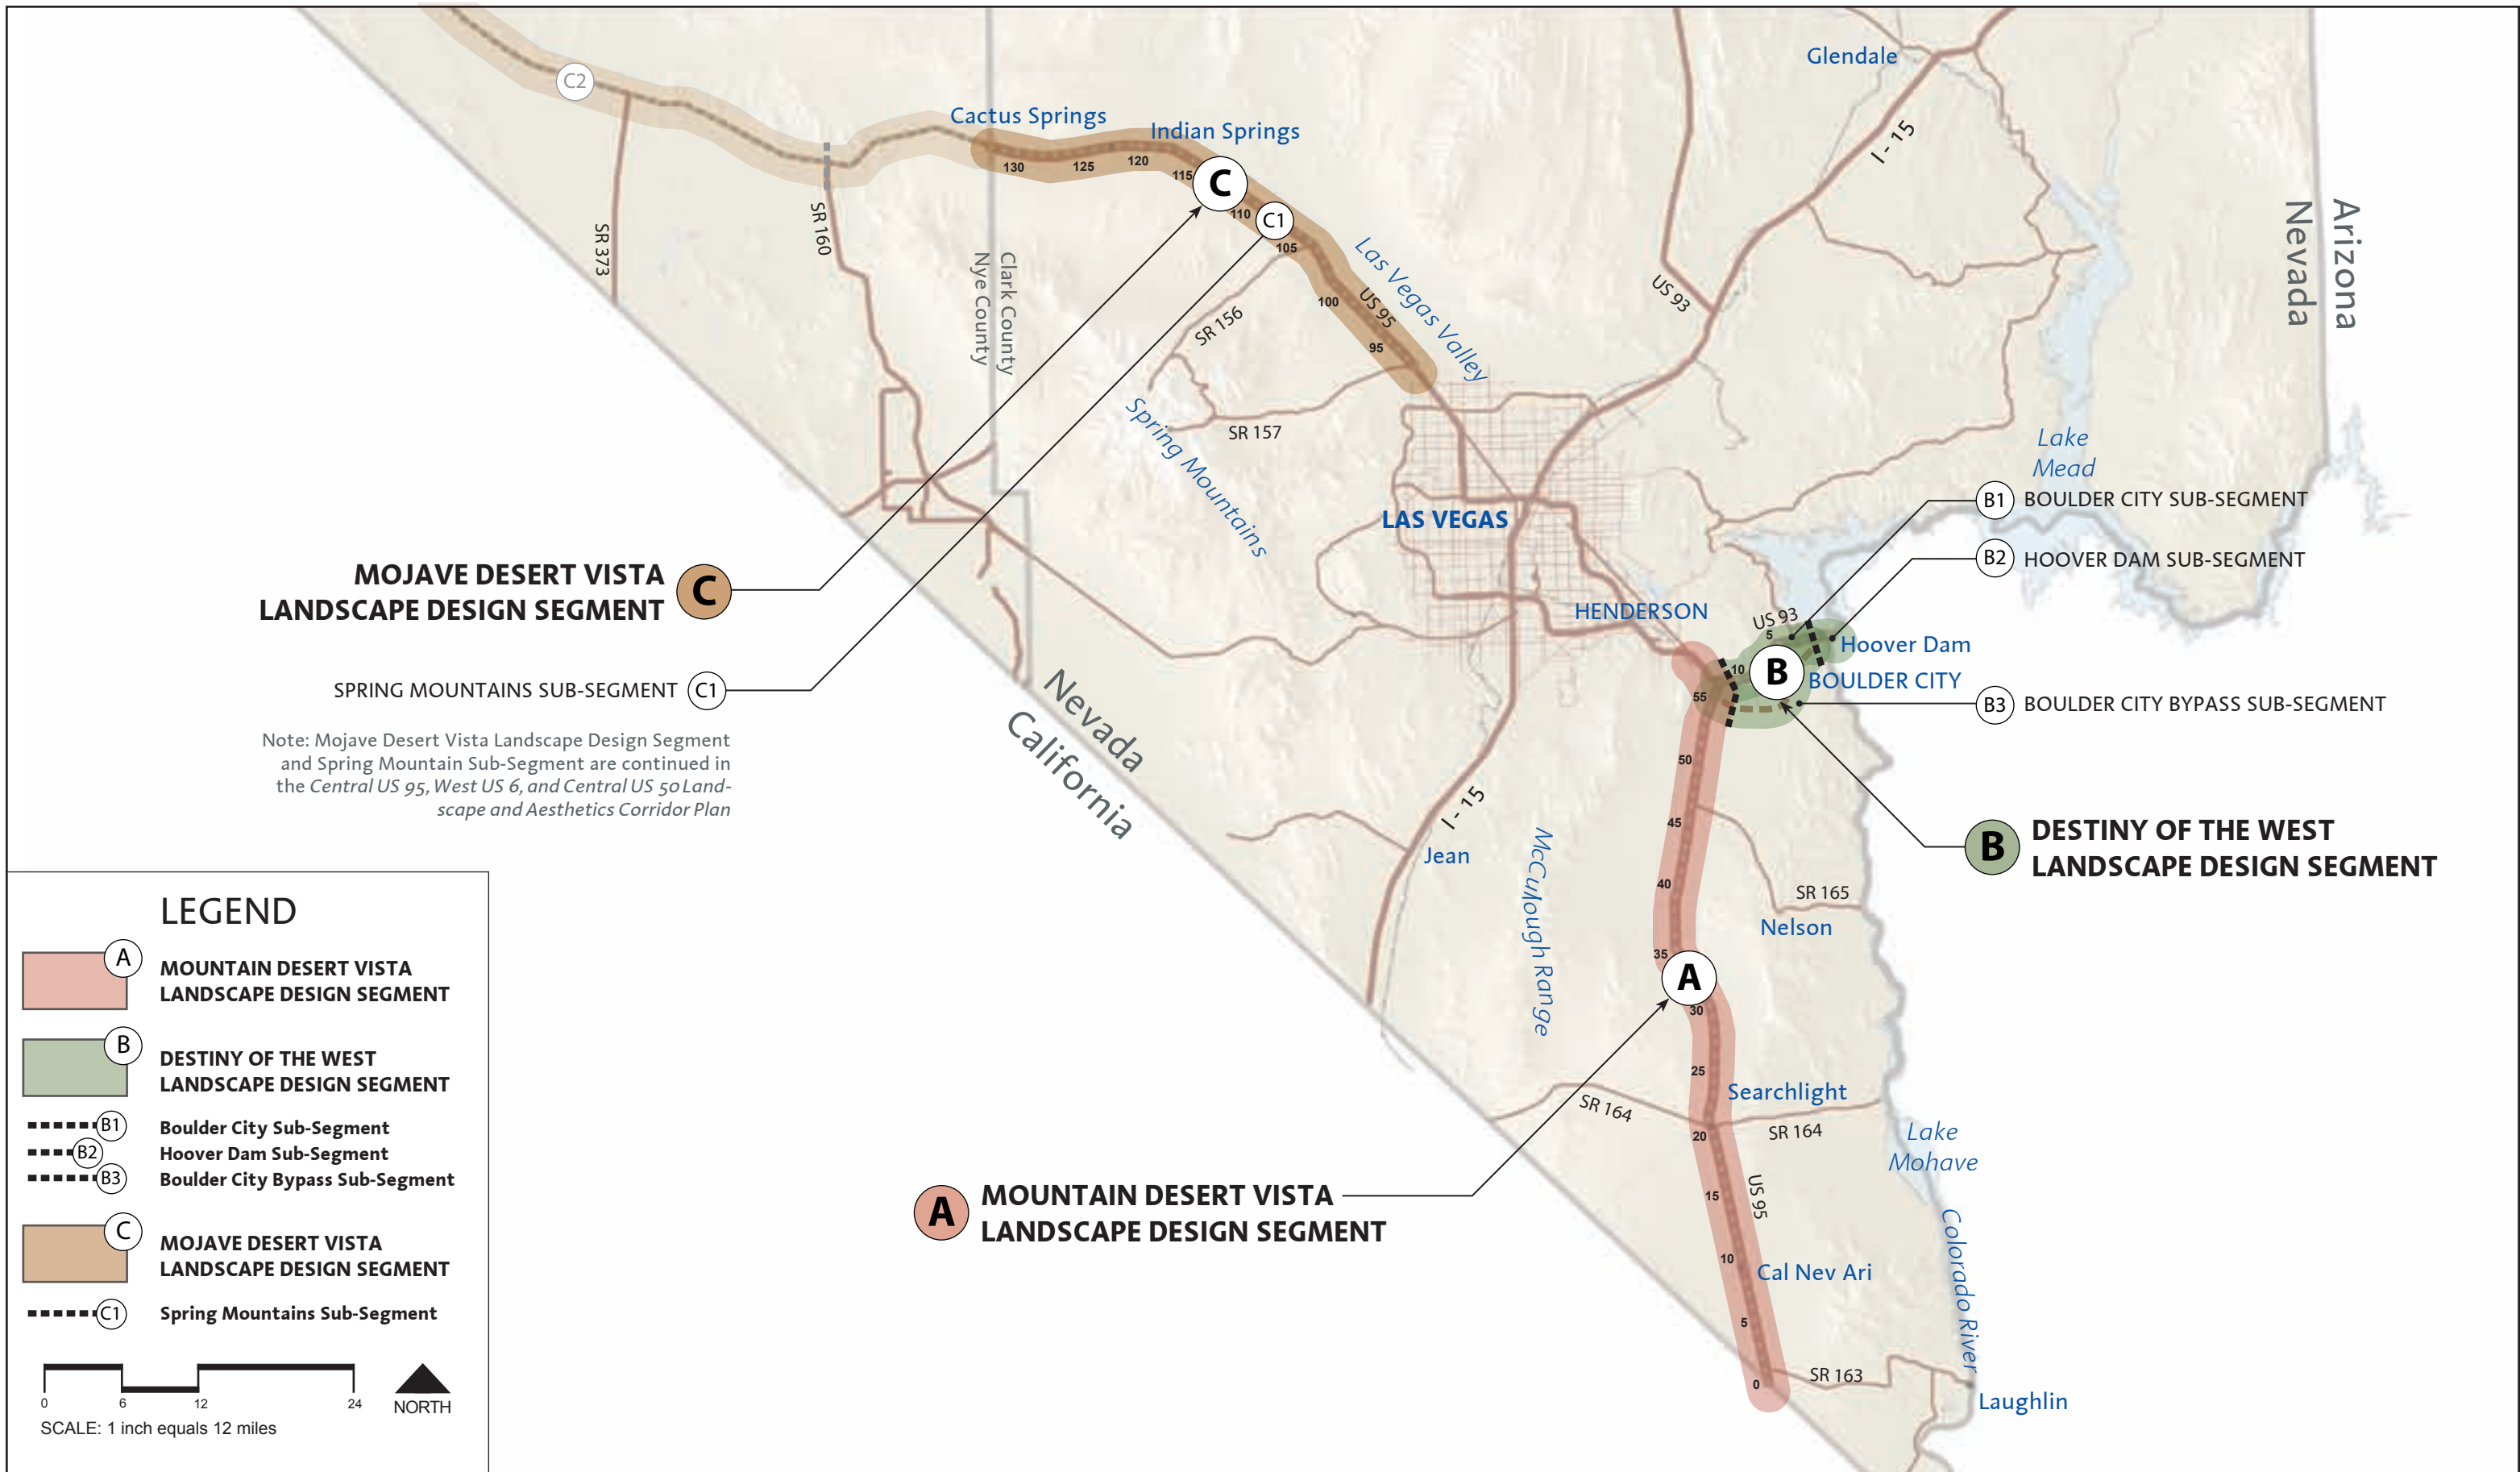 C2
Cactus Springs
Indian Springs
Glendale
I - 15
130
125
120
115
C
110
C1
105
100
95
US 95
Las Vegas Valley
US 93
Arizona
Nevada
SR 373
SR 160
Clark County
Nye County
SR 156
SR 157
Spring Mountains
LAS VEGAS
Lake
Mead
B1 BOULDER CITY SUB-SEGMENT
B2 HOOVER DAM SUB-SEGMENT
MOJAVE DESERT VISTA
LANDSCAPE DESIGN SEGMENT
C
HENDERSON
US 93
5
Hoover Dam
10
B
BOULDER CITY
55
B3 BOULDER CITY BYPASS SUB-SEGMENT
SPRING MOUNTAINS SUB-SEGMENT C1
Note: Mojave Desert Vista Landscape Design Segment
and Spring Mountain Sub-Segment are continued in
the Central US 95, West US 6, and Central US 50 Land-
scape and Aesthetics Corridor Plan
Nevada
California
50
45
40
35
I - 15
Jean
McCullough Range
SR 165
Nelson
B DESTINY OF THE WEST
LANDSCAPE DESIGN SEGMENT
A
30
25
Searchlight
SR 164
SR 164
20
Lake
Mohave
15
US 95
10
Cal Nev Ari
5
0
Colorado River
SR 163
Laughlin
A MOUNTAIN DESERT VISTA
LANDSCAPE DESIGN SEGMENT
LEGEND
A
MOUNTAIN DESERT VISTA
LANDSCAPE DESIGN SEGMENT
B
DESTINY OF THE WEST
LANDSCAPE DESIGN SEGMENT
B1 Boulder City Sub-Segment
B2 Hoover Dam Sub-Segment
B3 Boulder City Bypass Sub-Segment
C
MOJAVE DESERT VISTA
LANDSCAPE DESIGN SEGMENT
C1 Spring Mountains Sub-Segment
0 6 12 24
NORTH
SCALE: 1 inch equals 12 miles